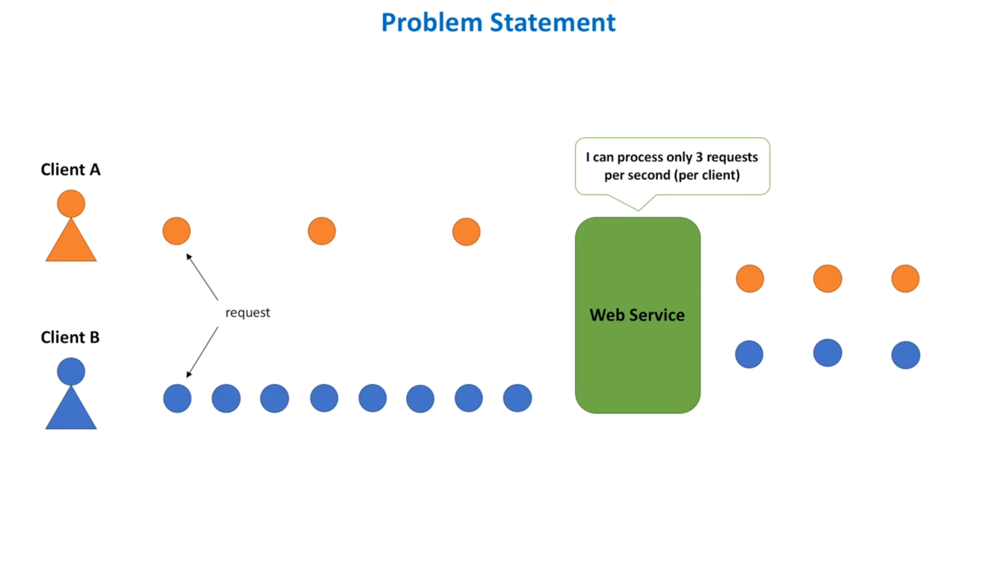 Problem Statement
I can process only 3 requests
per second (per client)
Client A
request
Web Service
Client B